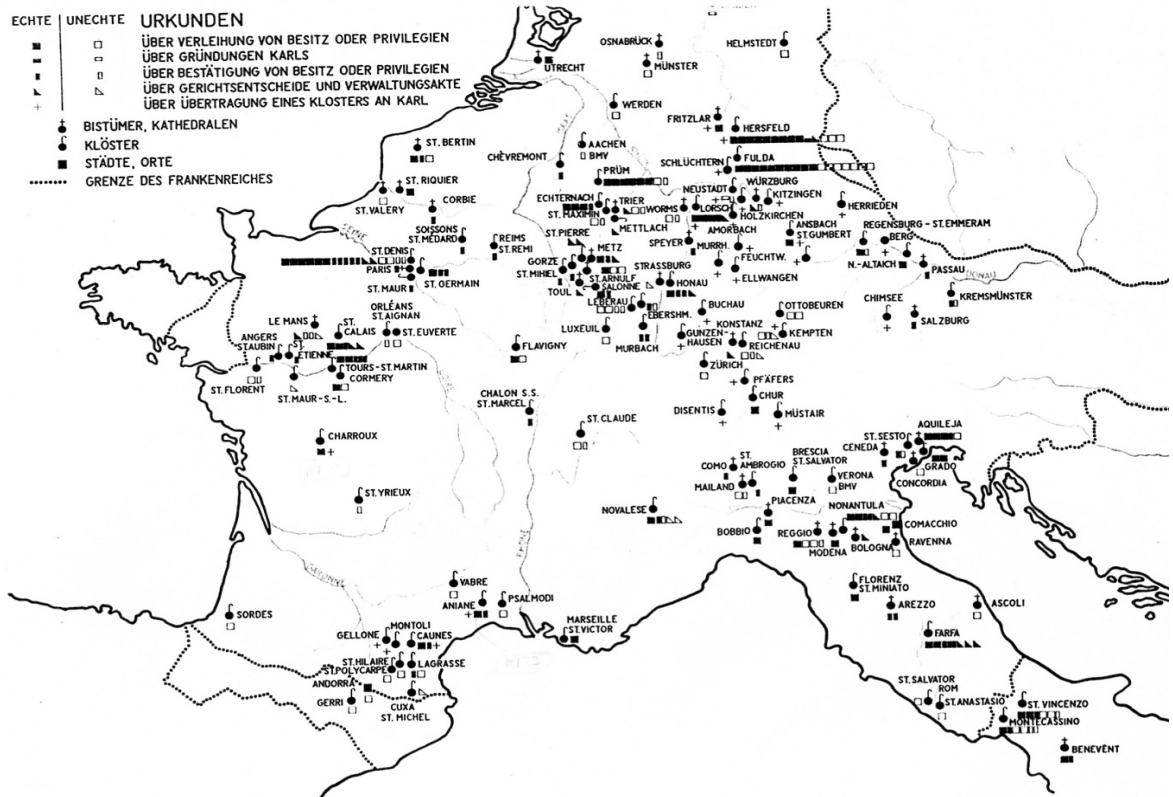 ECHTE | UNECHTE URKUNDEN
ÜBER VERLEIHUNG VON BESITZ ODER PRIVILEGIEN
ÜBER GRÜNDUNGEN KARLS
ÜBER BESTÄTIGUNG VON BESITZ ODER PRIVILEGIEN
ÜBER GERICHTSENTSCHEIDE UND VERWALTUNGSAKTE
ÜBER ÜBERTRAGUNG EINES KLOSTERS AN KARL
BISTÜMER, KATHEDRALEN
KLÖSTER
STÄDTE, ORTE
GRENZE DES FRANKENREICHES
OSNABRÜCK
HELMSTEDT
MÜNSTER
UTRECHT
WERDEN
FRITZLAR
HERSFELD
ST. BERTIN
AACHEN
BMV
CHÈVREMONT
FULDA
SCHLÜCHTERN
PRÜM
ST. RIQUIER
ST. VALERY
CORBIE
ECHTERNACH
TRIER
ST. MAXIMIN
METTLACH
WORMS
LORSCH
NEUSTADT
WÜRZBURG
KITZINGEN
HOLZKIRCHEN
AMORBACH
HERRIEDEN
ANSBACH
ST. GUMBERT
REGENSBURG - ST. EMMERAM
BERG
SOISSONS
ST. MÉDARD
REIMS
ST. REMI
ST. PIERRE
METZ
GORZE
ST. MIHIEL
ST. ARNULF
SALONNE
TOUL
SPEYER
MURRH.
FEUCHTW.
ELLWANGEN
N.-ALTAICH
PASSAU
DONAU
KREMSMÜNSTER
SEINE
ST. DENIS
PARIS
ST. GERMAIN
ST. MAUR
STRASSBURG
HONAU
LEBERAU
EBERSHM.
MURBACH
LUXEUIL
BUCHAU
OTTOBEUREN
CHIMSEE
SALZBURG
KONSTANZ
GUNZEN-
HAUSEN
REICHENAU
KEMPTEN
ORLÉANS
ST. AIGNAN
ST. EUVERTE
LE MANS
ST.
CALAIS
ANGERS
ST. AUBIN
ST.
ÉTIENNE
TOURS - ST. MARTIN
CORMERY
ST. FLORENT
ST. MAUR - S. - L.
FLAVIGNY
ZÜRICH
PFÄFERS
CHUR
DISENTIS
MÜSTAIR
CHALON S.S.
ST. MARCEL
ST. CLAUDE
CHARROUX
ST. YRIEUX
COMO
ST.
AMBROGIO
MAILAND
BRESCIA
ST. SALVATOR
VERONA
BMV
ST. SESTO
AQUILEJA
CENEDA
GRADO
CONCORDIA
NOVALESE
PIACENZA
BOBBIO
NONANTULA
COMACCHIO
REGGIO
MODENA
BOLOGNA
RAVENNA
RHONE
GARONNE
VABRE
ANIANE
PSALMODI
SORDES
MARSEILLE
ST. VICTOR
FLORENZ
ST. MINIATO
AREZZO
ASCOLI
FARFA
MONTOLI
GELLONE
CAUNES
ST. HILAIRE
ST. POLYCARPE
LAGRASSE
ANDORRA
GERRI
CUXA
ST. MICHEL
ST. SALVATOR
ROM
ST. ANASTASIO
ST. VINCENZO
MONTECASSINO
BENEVENT